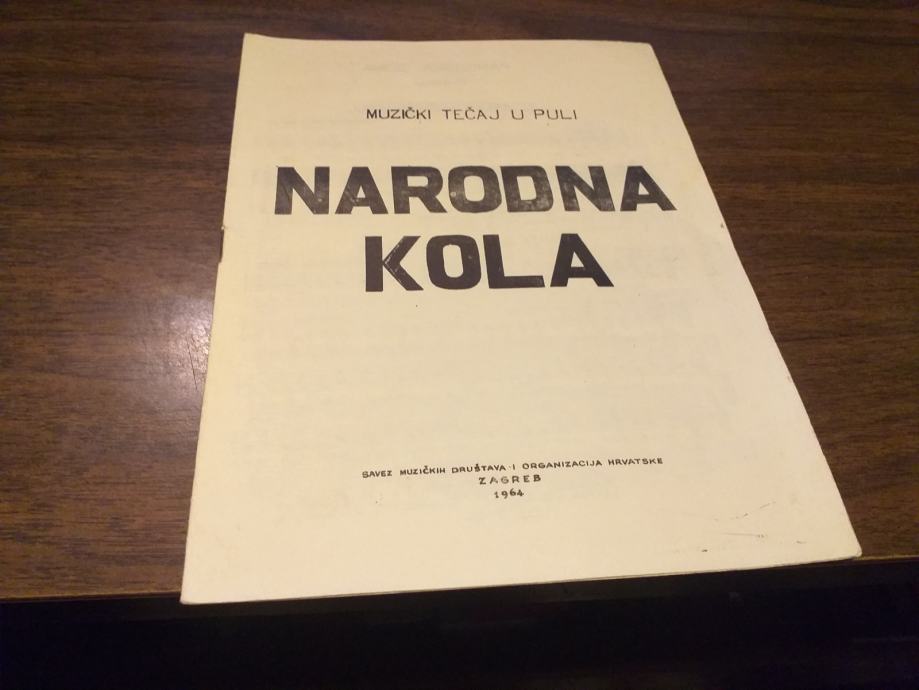 MUZIČKI TEČAJ U PULI
NARODNA
KOLA
SAVEZ MUZIČKIH DRUŠTAVA I ORGANIZACIJA HRVATSKE
ZAGREB
1964